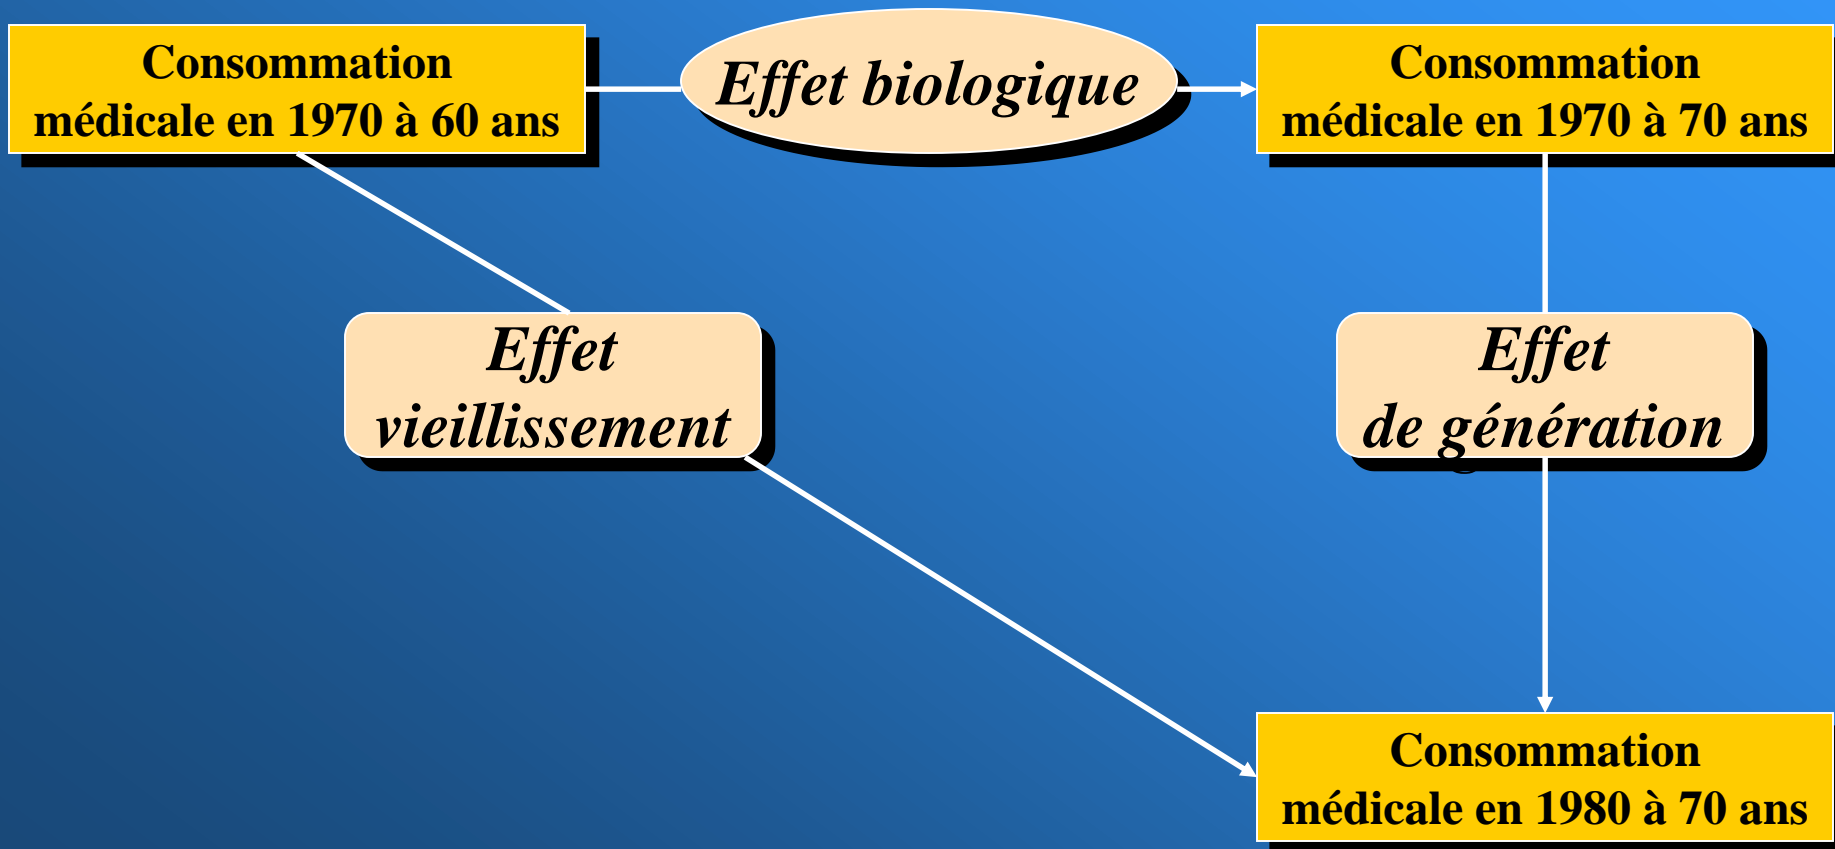 Consommation
médicale en 1970 à 60 ans
Effet biologique
Consommation
médicale en 1970 à 70 ans
Effet
vieillissement
Effet
de génération
Consommation
médicale en 1980 à 70 ans